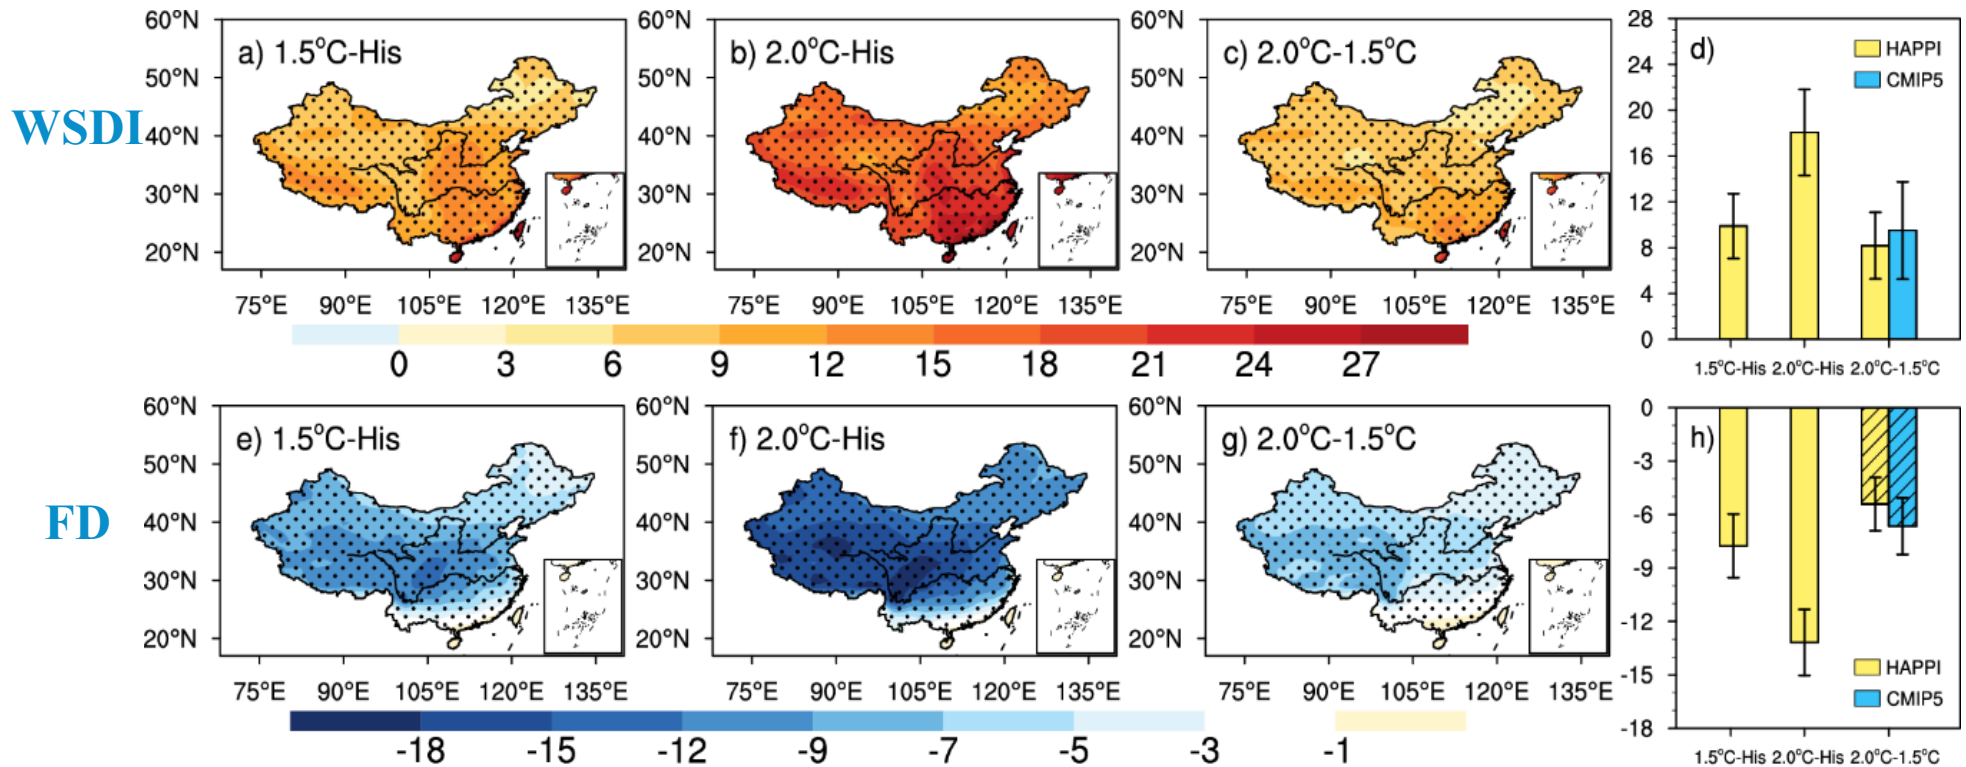 WSDI
a) 1.5°C-His
60°N
50°N
40°N
30°N
20°N
75°E 90°E 105°E 120°E 135°E
b) 2.0°C-His
60°N
50°N
40°N
30°N
20°N
75°E 90°E 105°E 120°E 135°E
c) 2.0°C-1.5°C
60°N
50°N
40°N
30°N
20°N
75°E 90°E 105°E 120°E 135°E
0 3 6 9 12 15 18 21 24 27
d)
HAPPI
CMIP5
28
24
20
16
12
8
4
0
1.5°C-His 2.0°C-His 2.0°C-1.5°C
FD
e) 1.5°C-His
60°N
50°N
40°N
30°N
20°N
75°E 90°E 105°E 120°E 135°E
f) 2.0°C-His
60°N
50°N
40°N
30°N
20°N
75°E 90°E 105°E 120°E 135°E
g) 2.0°C-1.5°C
60°N
50°N
40°N
30°N
20°N
75°E 90°E 105°E 120°E 135°E
-18 -15 -12 -9 -7 -5 -3 -1
h)
0
-3
-6
-9
-12
-15
-18
HAPPI
CMIP5
1.5°C-His 2.0°C-His 2.0°C-1.5°C